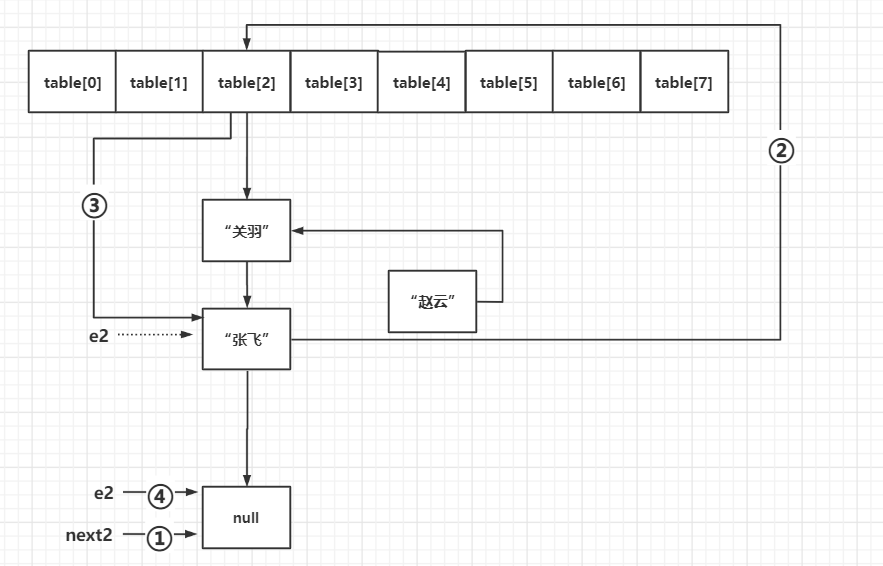 table[0] table[1] table[2] table[3] table[4] table[5] table[6] table[7]
②
③
“关羽”
“赵云”
e2
“张飞”
e2 ④
null
next2 ①